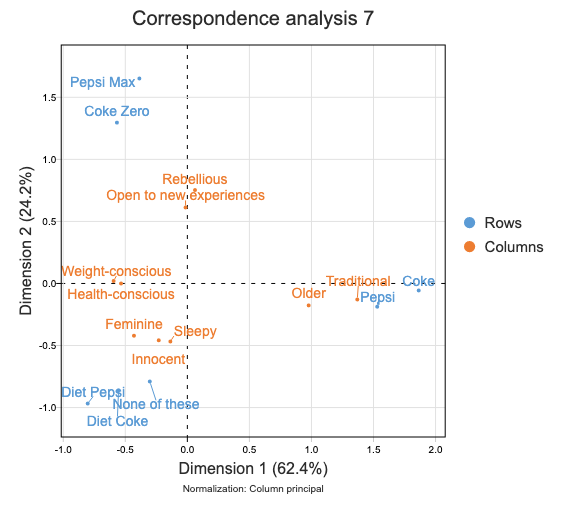 Correspondence analysis 7
Pepsi Max
1.5
Coke Zero
1.0
Rebellious
Open to new experiences
Dimension 2 (24.2%)
0.5
Rows
Columns
Weight-conscious
Traditional
Coke
0.0
Health-conscious
Older
Pepsi
Feminine
Sleepy
-0.5
Innocent
Diet Pepsi
None of these
-1.0
Diet Coke
-1.0 -0.5 0.0 0.5 1.0 1.5 2.0
Dimension 1 (62.4%)
Normalization: Column principal